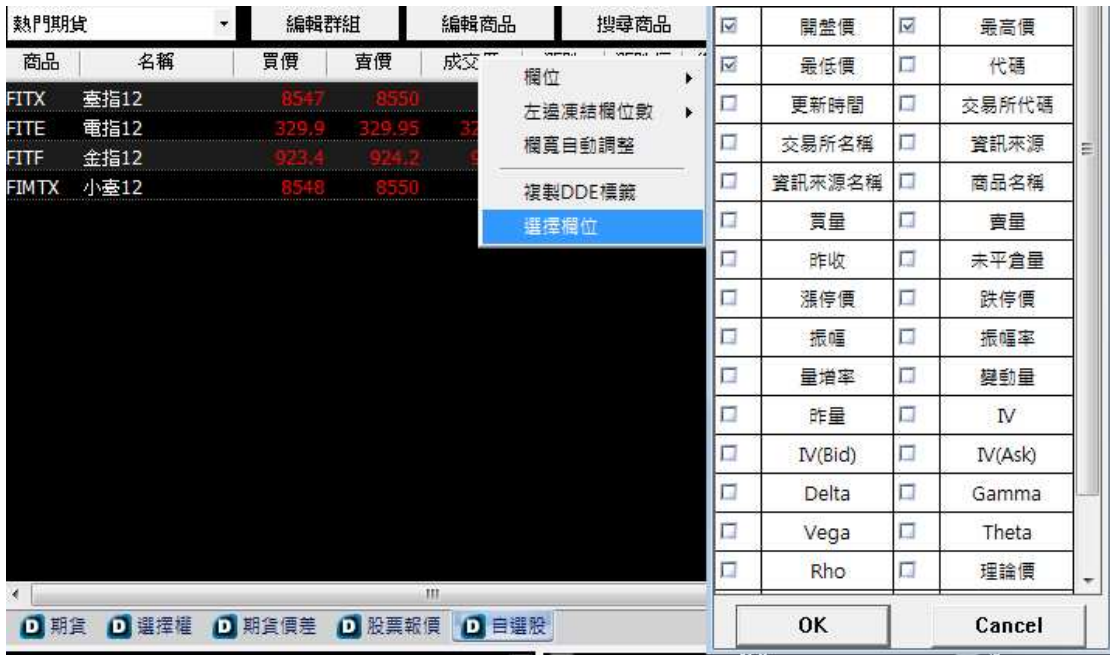 熱門期貨 編輯群組 編輯商品 搜尋商品
商品 名稱 買價 賣價 成交
FITX 臺指12 8547 8550
FITE 電指12 329.9 329.95
FITF 金指12 923.4 924.2
FIMTX 小臺12 8548 8550
欄位
左邊凍結欄位數
欄寬自動調整
複製DDE標籤
選擇欄位
期貨 選擇權 期貨價差 股票報價 自選股
開盤價 最高價
最低價 代碼
更新時間 交易所代碼
交易所名稱 資訊來源
資訊來源名稱 商品名稱
買量 賣量
昨收 未平倉量
漲停價 跌停價
振幅 振幅率
量增率 變動量
昨量 IV
IV(Bid) IV(Ask)
Delta Gamma
Vega Theta
Rho 理論價
OK Cancel